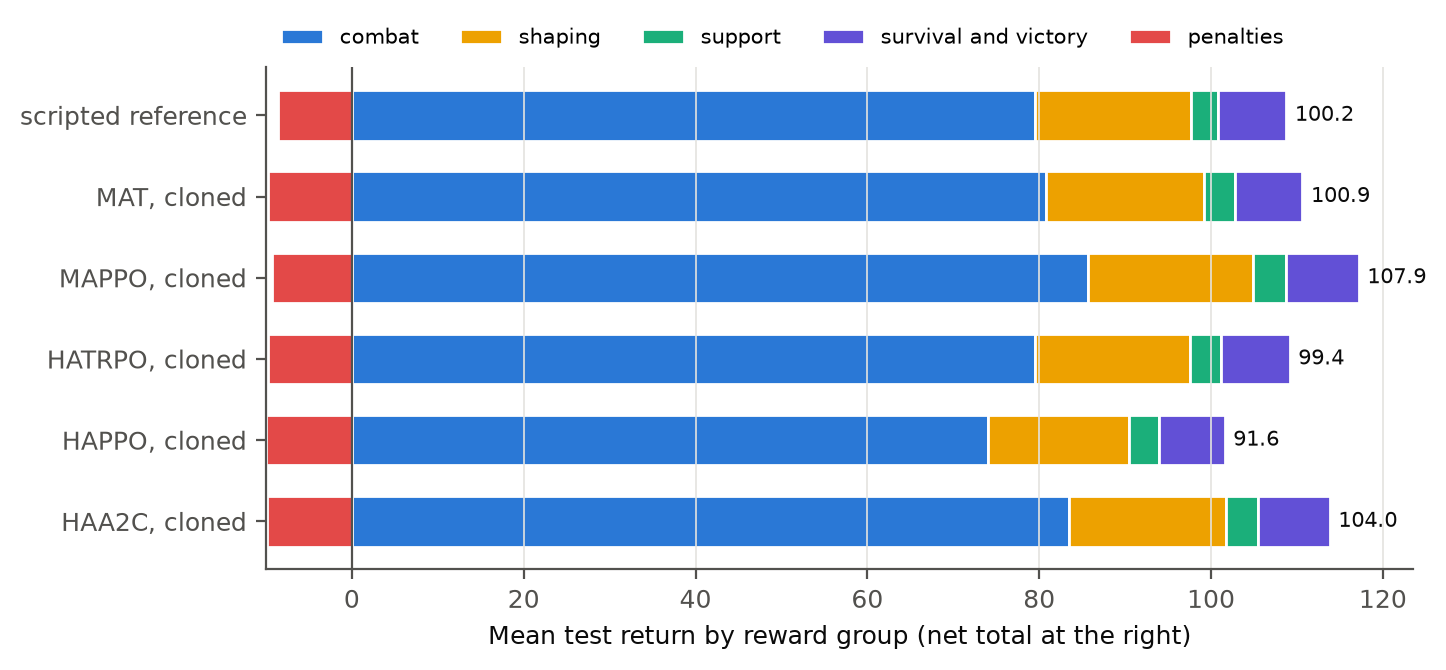 combat shaping support survival and victory penalties
scripted reference 100.2
MAT, cloned 100.9
MAPPO, cloned 107.9
HATRPO, cloned 99.4
HAPPO, cloned 91.6
HAA2C, cloned 104.0
0 20 40 60 80 100 120
Mean test return by reward group (net total at the right)